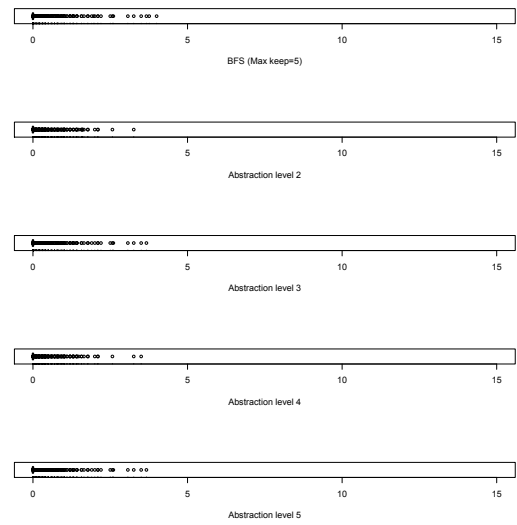 0 5 10 15
BFS (Max keep=5)
0 5 10 15
Abstraction level 2
0 5 10 15
Abstraction level 3
0 5 10 15
Abstraction level 4
0 5 10 15
Abstraction level 5